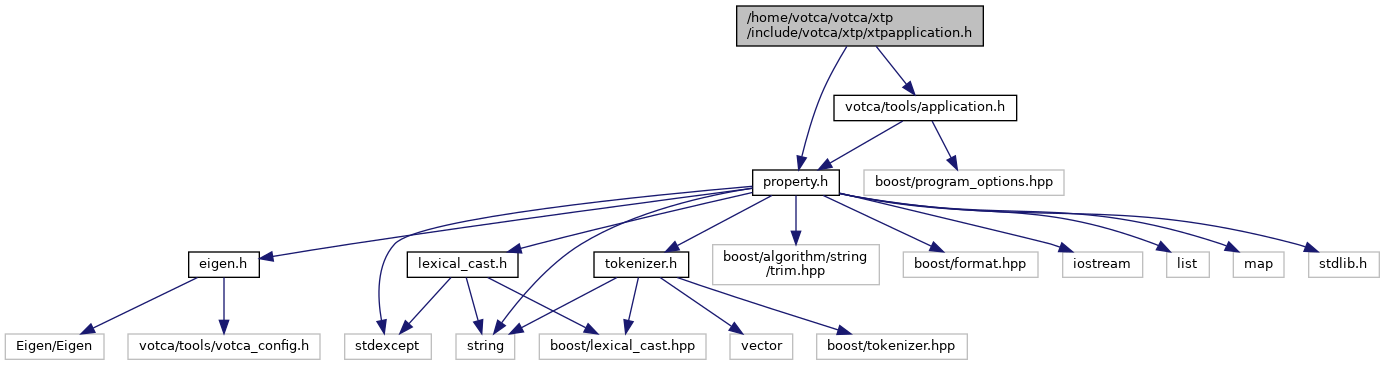 /home/votca/votca/xtp
/include/votca/xtp/xtpapplication.h
votca/tools/application.h
property.h
boost/program_options.hpp
eigen.h
lexical_cast.h
tokenizer.h
boost/algorithm/string
/trim.hpp
boost/format.hpp
iostream
list
map
stdlib.h
Eigen/Eigen
votca/tools/votca_config.h
stdexcept
string
boost/lexical_cast.hpp
vector
boost/tokenizer.hpp